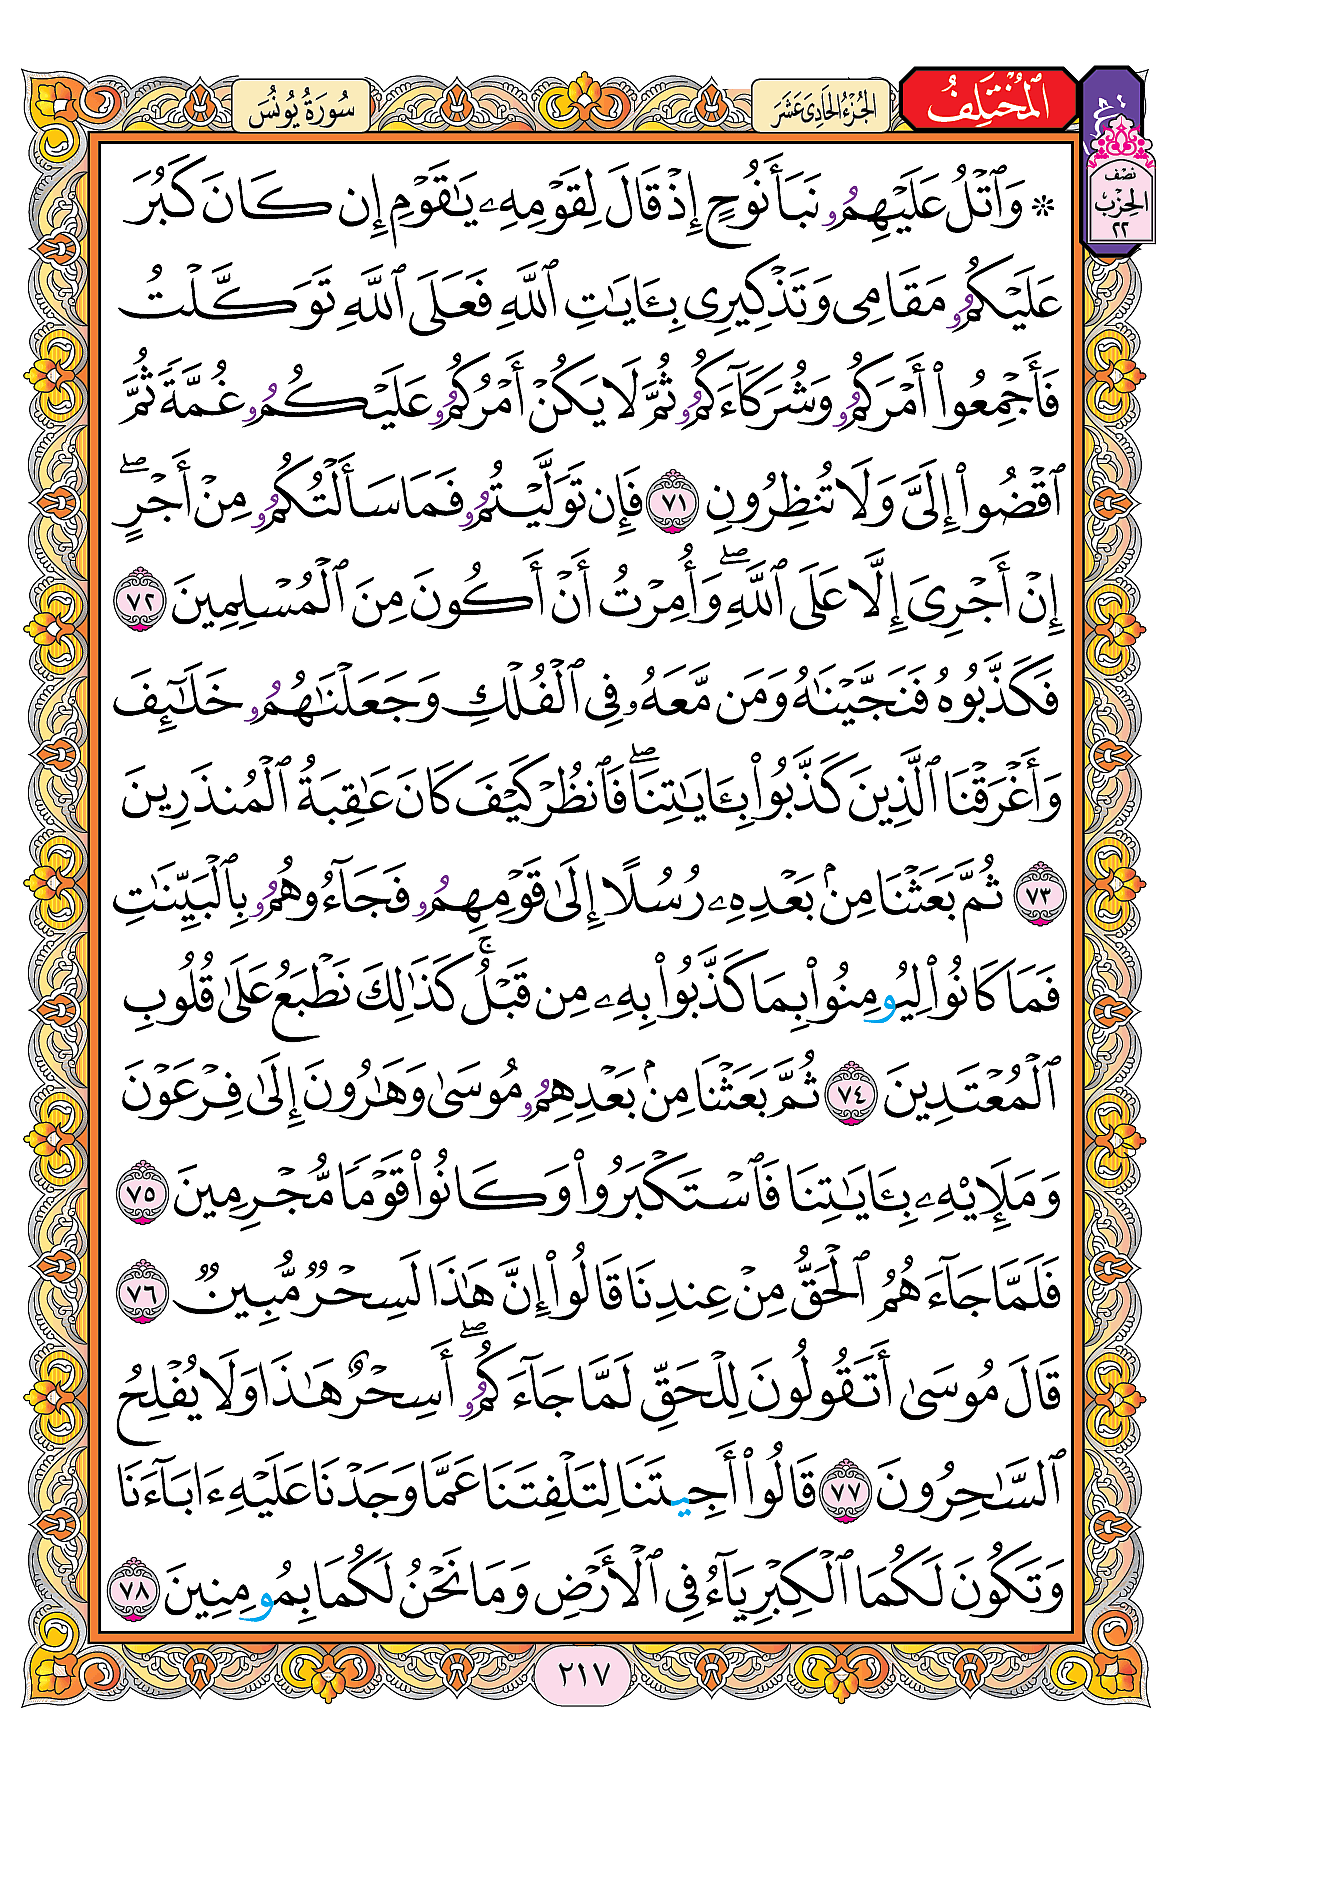 سُورَةُ يُونُسَ
الجُزْءُ الحَادِىَ عَشَرَ
المُخْتَلِفُ
نِصْف
الحِزْبِ
٢٢
۞ وَٱتْلُ عَلَيْهِمُۥ نَبَأَ نُوحٍ إِذْ قَالَ لِقَوْمِهِۦ يَـٰقَوْمِ إِن كَانَ كَبُرَ
عَلَيْكُمُۥ مَقَامِى وَتَذْكِيرِى بِـَٔايَـٰتِ ٱللَّهِ فَعَلَى ٱللَّهِ تَوَكَّلْتُ
فَأَجْمِعُوٓا۟ أَمْرَكُمُۥ وَشُرَكَآءَكُمُۥ ثُمَّ لَا يَكُنْ أَمْرُكُمُۥ عَلَيْكُمُۥ غُمَّةً ثُمَّ
ٱقْضُوٓا۟ إِلَىَّ وَلَا تُنظِرُونِ ٧١ فَإِن تَوَلَّيْتُمُۥ فَمَا سَأَلْتُكُمُۥ مِنْ أَجْرٍ ۖ
إِنْ أَجْرِىَ إِلَّا عَلَى ٱللَّهِ ۖ وَأُمِرْتُ أَنْ أَكُونَ مِنَ ٱلْمُسْلِمِينَ ٧٢
فَكَذَّبُوهُ فَنَجَّيْنَـٰهُ وَمَن مَّعَهُۥ فِى ٱلْفُلْكِ وَجَعَلْنَـٰهُمُۥ خَلَـٰٓئِفَ
وَأَغْرَقْنَا ٱلَّذِينَ كَذَّبُوا۟ بِـَٔايَـٰتِنَا ۖ فَٱنظُرْ كَيْفَ كَانَ عَـٰقِبَةُ ٱلْمُنذَرِينَ
٧٣ ثُمَّ بَعَثْنَا مِنۢ بَعْدِهِۦ رُسُلًا إِلَىٰ قَوْمِهِمُۥ فَجَآءُوهُمُۥ بِٱلْبَيِّنَـٰتِ
فَمَا كَانُوا۟ لِيُومِنُوا۟ بِمَا كَذَّبُوا۟ بِهِۦ مِن قَبْلُ ۚ كَذَٰلِكَ نَطْبَعُ عَلَىٰ قُلُوبِ
ٱلْمُعْتَدِينَ ٧٤ ثُمَّ بَعَثْنَا مِنۢ بَعْدِهِمُۥ مُوسَىٰ وَهَـٰرُونَ إِلَىٰ فِرْعَوْنَ
وَمَلَإِي۟هِۦ بِـَٔايَـٰتِنَا فَٱسْتَكْبَرُوا۟ وَكَانُوا۟ قَوْمًا مُّجْرِمِينَ ٧٥
فَلَمَّا جَآءَهُمُ ٱلْحَقُّ مِنْ عِندِنَا قَالُوٓا۟ إِنَّ هَـٰذَا لَسِحْرٌ مُّبِينٌ ٧٦
قَالَ مُوسَىٰ أَتَقُولُونَ لِلْحَقِّ لَمَّا جَآءَكُمُۥ ۖ أَسِحْرٌ هَـٰذَا وَلَا يُفْلِحُ
ٱلسَّـٰحِرُونَ ٧٧ قَالُوٓا۟ أَجِيتَنَا لِتَلْفِتَنَا عَمَّا وَجَدْنَا عَلَيْهِ ءَابَآءَنَا
وَتَكُونَ لَكُمَا ٱلْكِبْرِيَآءُ فِى ٱلْأَرْضِ وَمَا نَحْنُ لَكُمَا بِمُومِنِينَ ٧٨
٢١٧